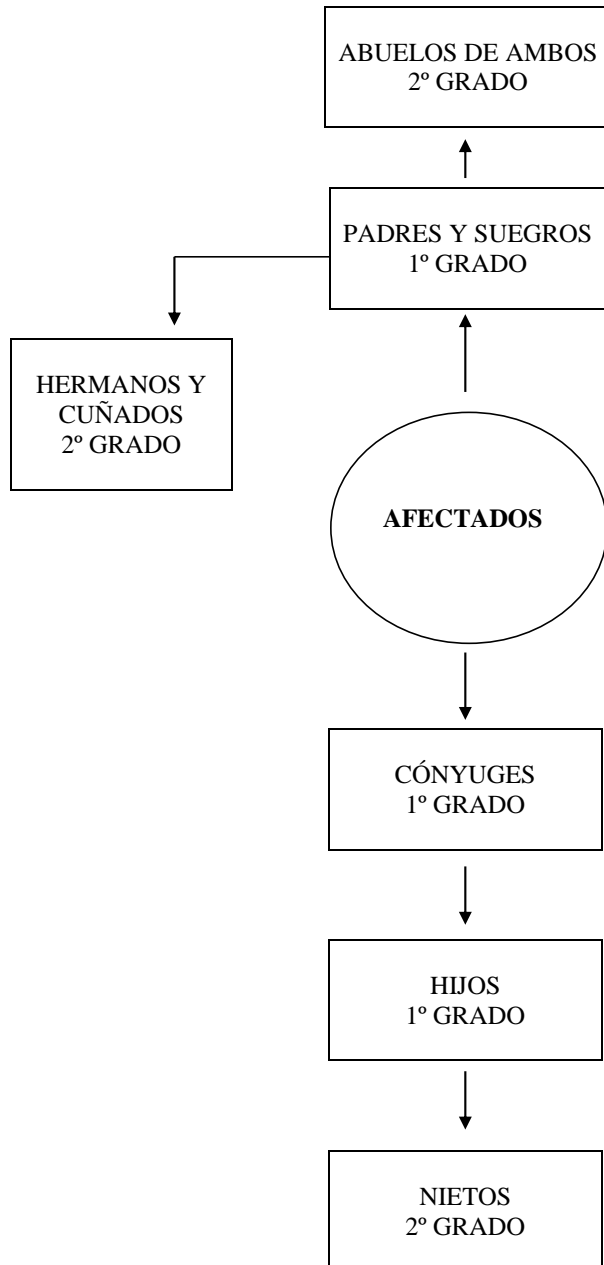 ABUELOS DE AMBOS
2º GRADO
PADRES Y SUEGROS
1º GRADO
HERMANOS Y
CUÑADOS
2º GRADO
AFECTADOS
CÓNYUGES
1º GRADO
HIJOS
1º GRADO
NIETOS
2º GRADO